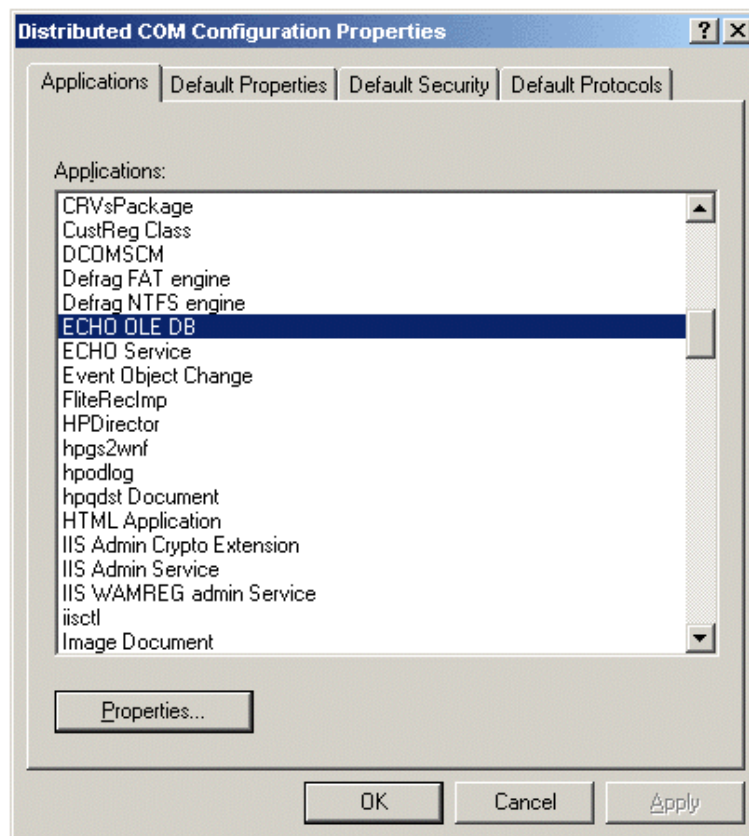 Distributed COM Configuration Properties
Applications
Default Properties
Default Security
Default Protocols
Applications:
CRVsPackage
CustReg Class
DCOMSCM
Defrag FAT engine
Defrag NTFS engine
ECHO OLE DB
ECHO Service
Event Object Change
FliteRecImp
HPDirector
hpgs2wnf
hpodlog
hpqdst Document
HTML Application
IIS Admin Crypto Extension
IIS Admin Service
IIS WAMREG admin Service
iisctl
Image Document
Properties...
OK
Cancel
Apply